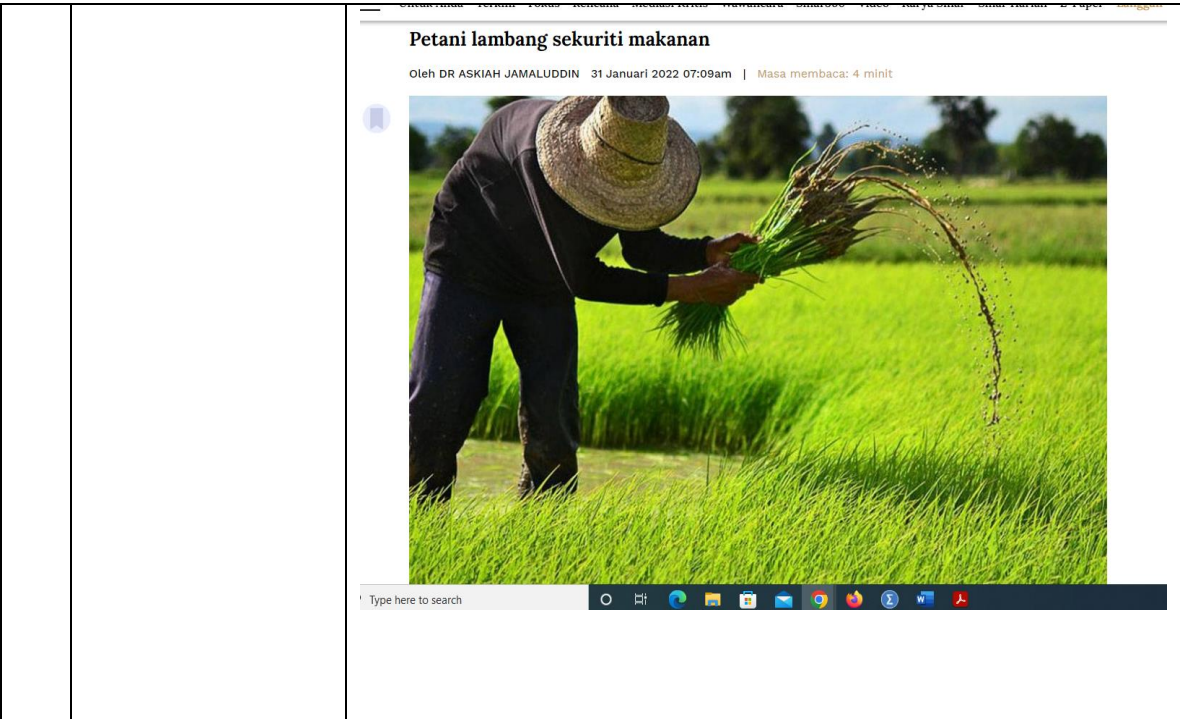 Petani lambang sekuriti makanan
Oleh DR ASKIAH JAMALUDDIN 31 Januari 2022 07:09am | Masa membaca: 4 minit
Type here to search